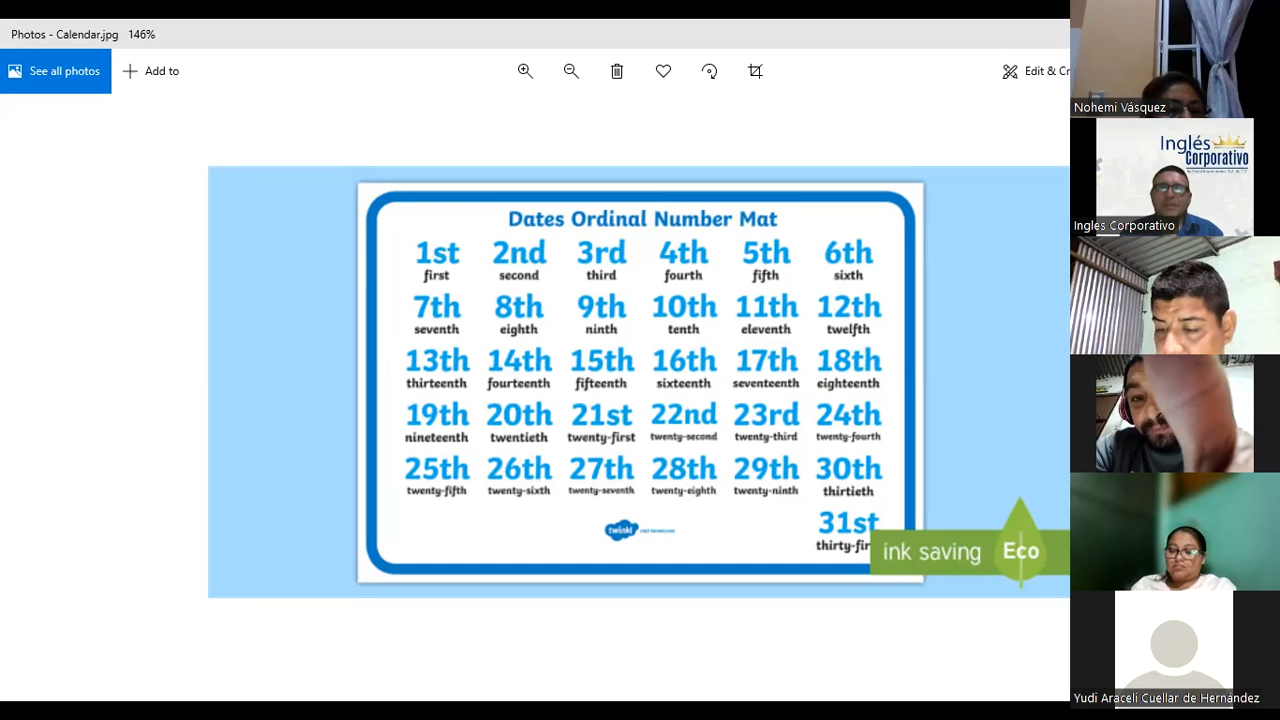 Photos - Calendar.jpg 146%
See all photos
Add to
Edit & Cr
Dates Ordinal Number Mat
1st 2nd 3rd 4th 5th 6th
first second third fourth fifth sixth
7th 8th 9th 10th 11th 12th
seventh eighth ninth tenth eleventh twelfth
13th 14th 15th 16th 17th 18th
thirteenth fourteenth fifteenth sixteenth seventeenth eighteenth
19th 20th 21st 22nd 23rd 24th
nineteenth twentieth twenty-first twenty-second twenty-third twenty-fourth
25th 26th 27th 28th 29th 30th
twenty-fifth twenty-sixth twenty-seventh twenty-eighth twenty-ninth thirtieth
31st
thirty-fir
twinkl
ink saving Eco
Nohemi Vásquez
Inglés
Corporativo
Ingles Corporativo
Yudi Araceli Cuellar de Hernández